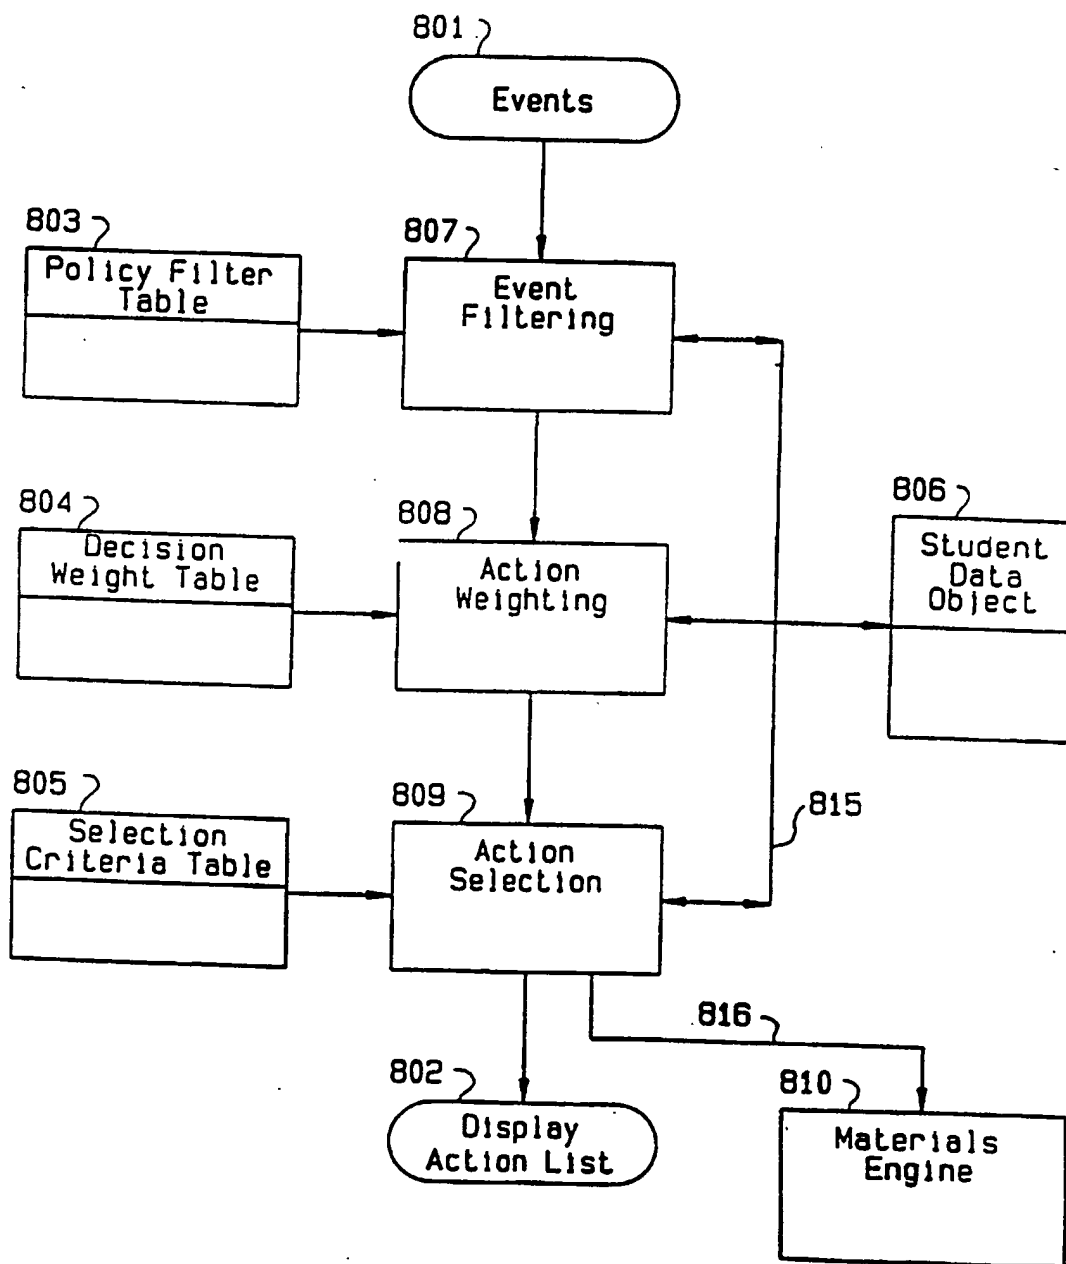 801
Events
803
Policy Filter
Table
807
Event
Filtering
804
Decision
Weight Table
808
Action
Weighting
806
Student
Data
Object
805
Selection
Criteria Table
809
Action
Selection
815
816
802
Display
Action List
810
Materials
Engine